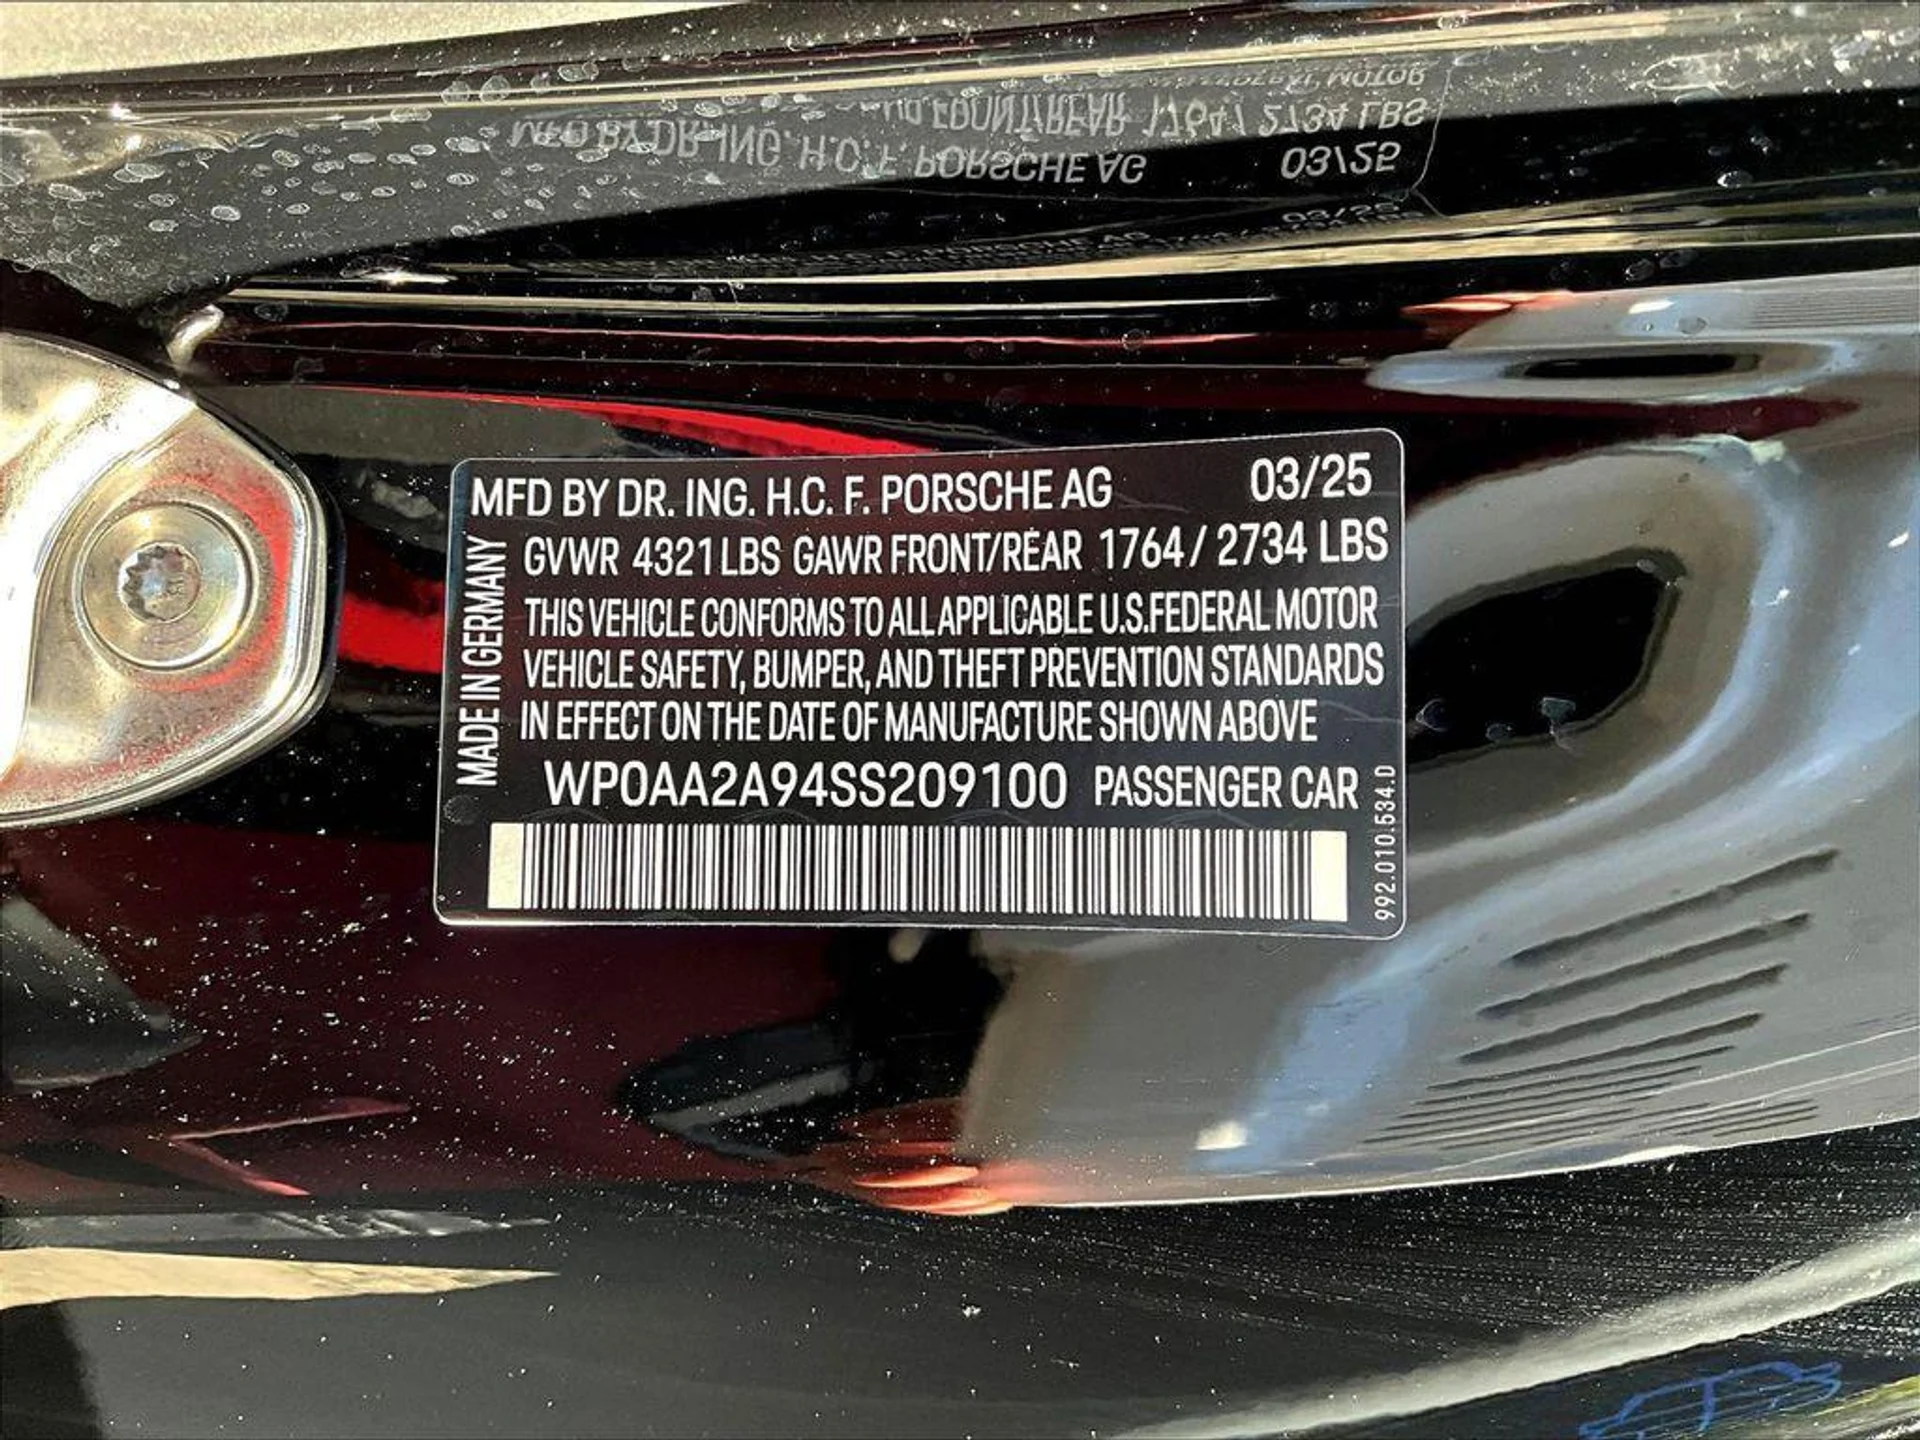 MFD BY DR. ING. H.C. F. PORSCHE AG 03/25
GVWR 4321 LBS GAWR FRONT/REAR 1764 / 2734 LBS
THIS VEHICLE CONFORMS TO ALL APPLICABLE U.S.FEDERAL MOTOR
VEHICLE SAFETY, BUMPER, AND THEFT PREVENTION STANDARDS
IN EFFECT ON THE DATE OF MANUFACTURE SHOWN ABOVE
WP0AA2A94SS209100 PASSENGER CAR
MADE IN GERMANY
992.010.534.D